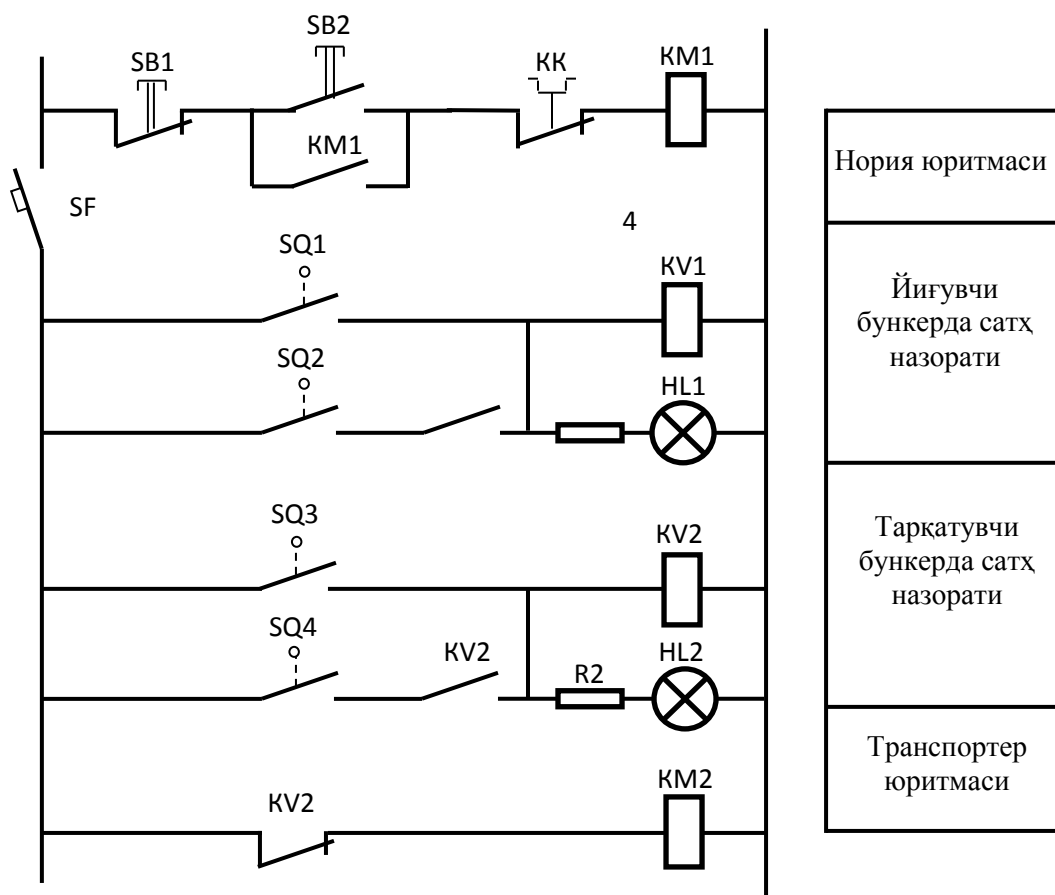 SB2
SB1
KK
KM1
KM1
SF
4
SQ1
KV1
SQ2
HL1
SQ3
KV2
SQ4
KV2
R2
HL2
KV2
KM2
Нория юритмаси
Йиғувчи
бункерда сатҳ
назорати
Тарқатувчи
бункерда сатҳ
назорати
Транспортер
юритмаси